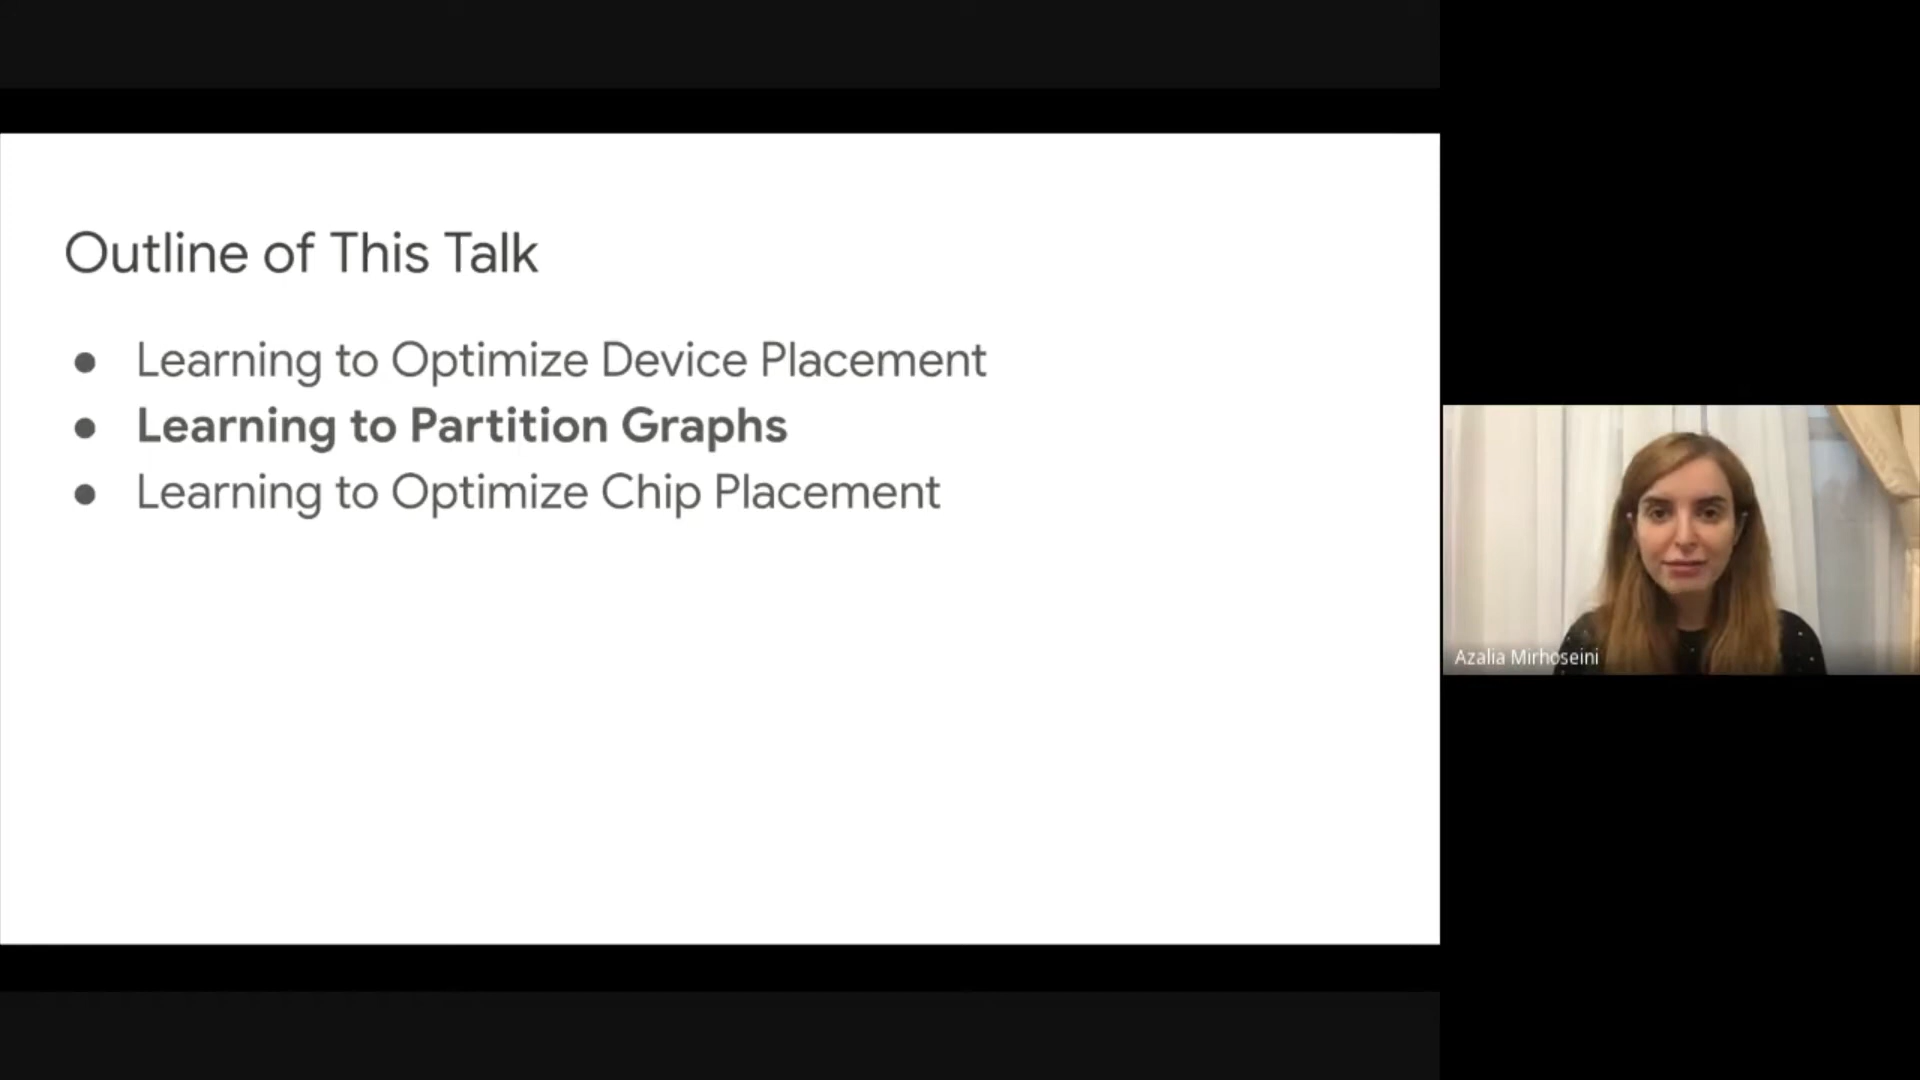 Outline of This Talk
● Learning to Optimize Device Placement
● Learning to Partition Graphs
● Learning to Optimize Chip Placement
Azalia Mirhoseini